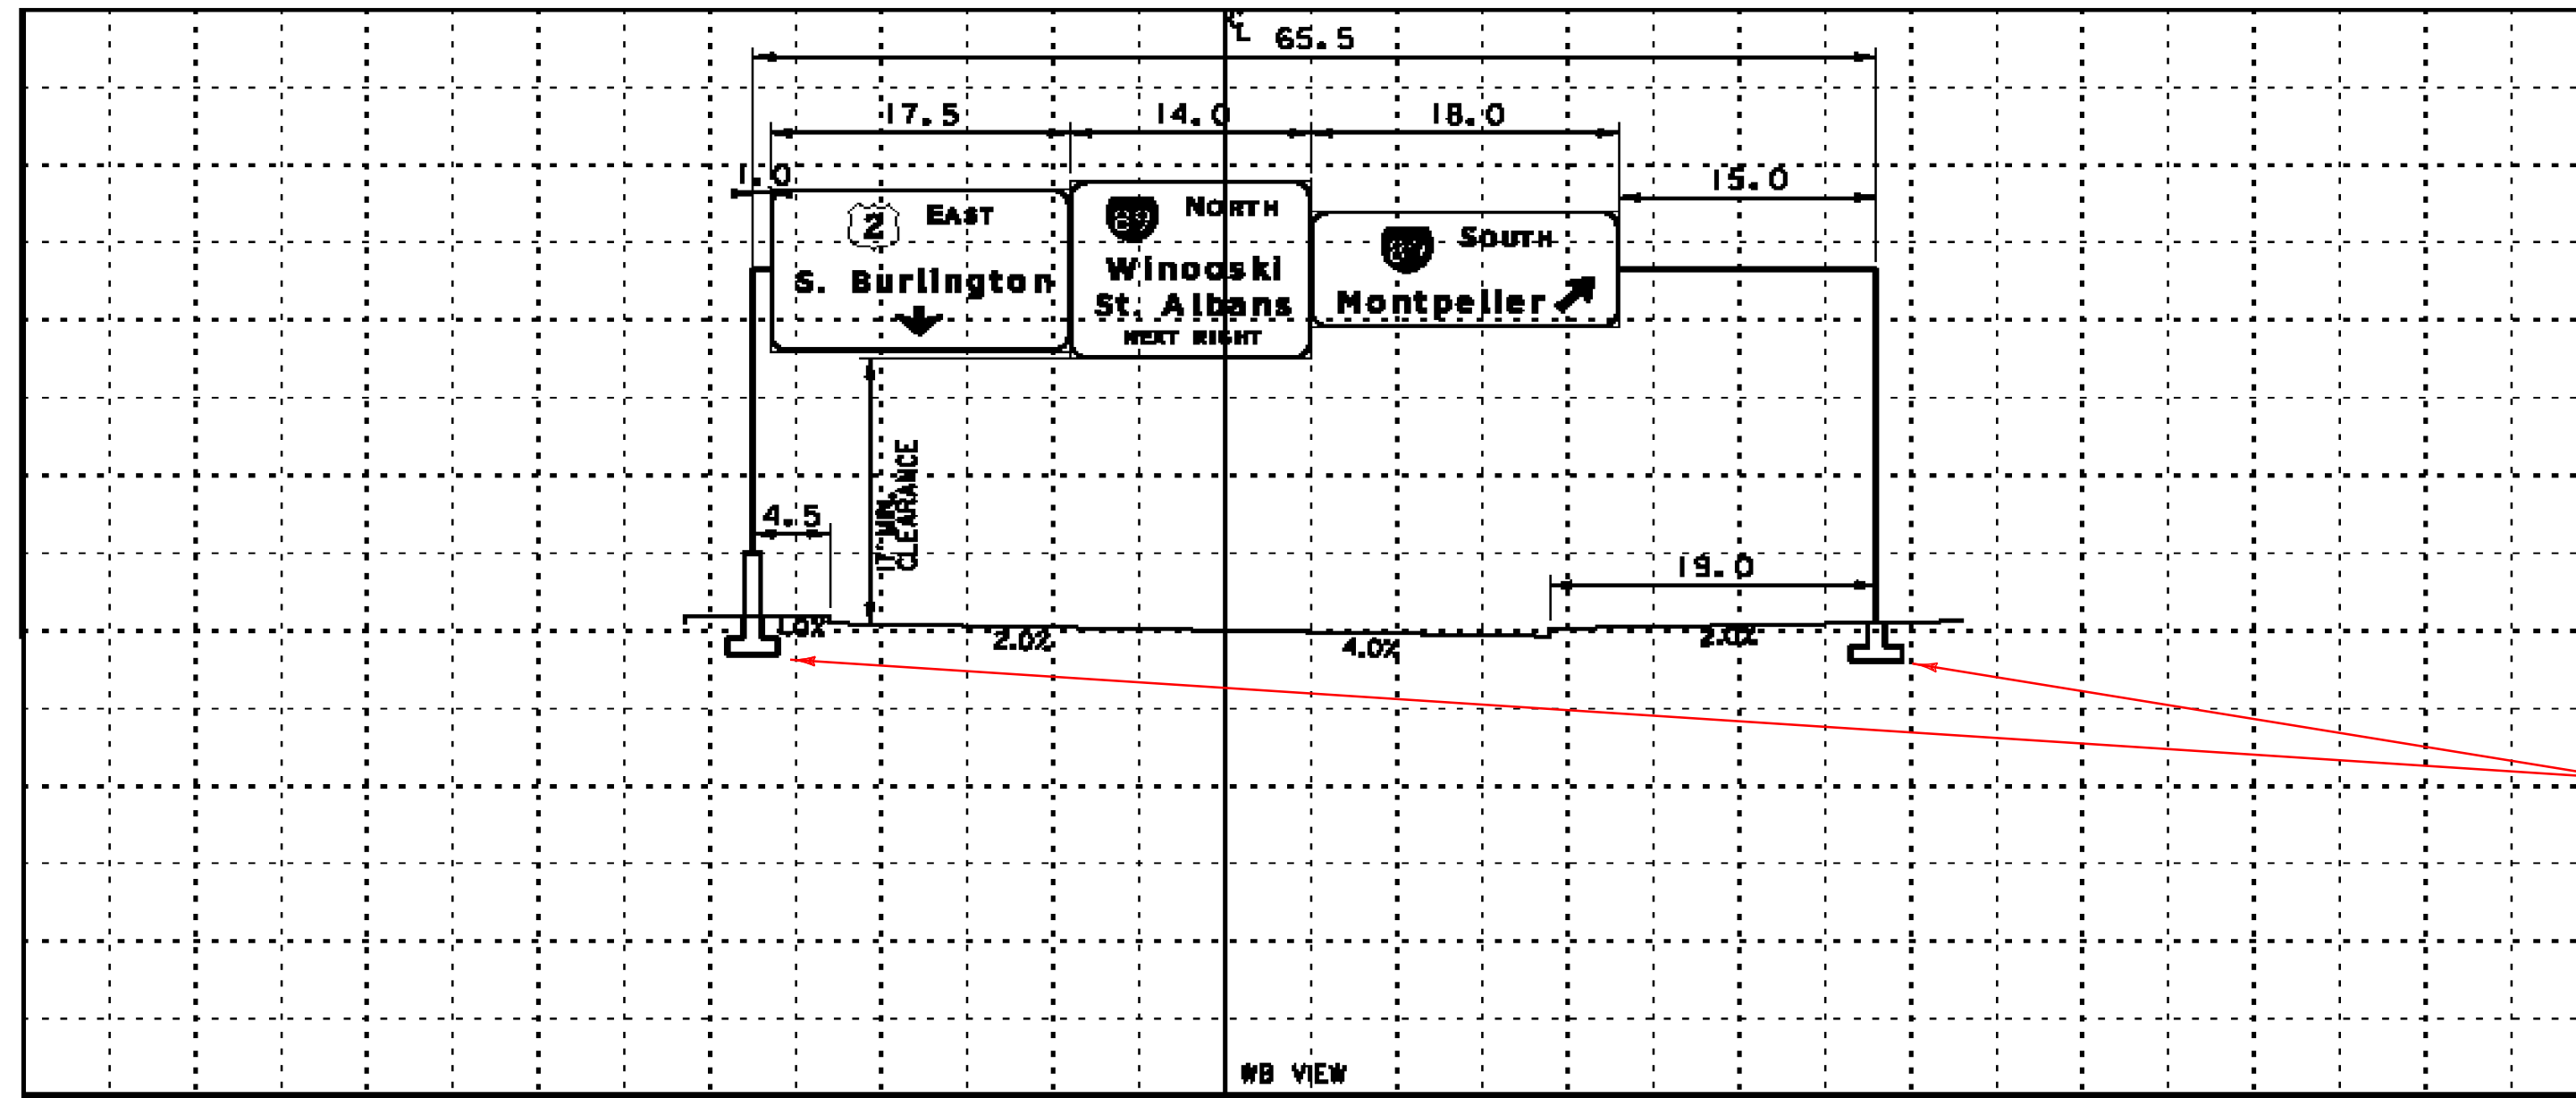 CL 65.5
17.5 14.0 18.0
1.0 15.0
2 EAST
S. Burlington
89 NORTH
Winooski
St. Albans
NEXT RIGHT
SOUTH
Montpelier
17' MIN.
CLEARANCE
4.5
19.0
1.0%
2.0%
4.0%
2.0%
WB VIEW